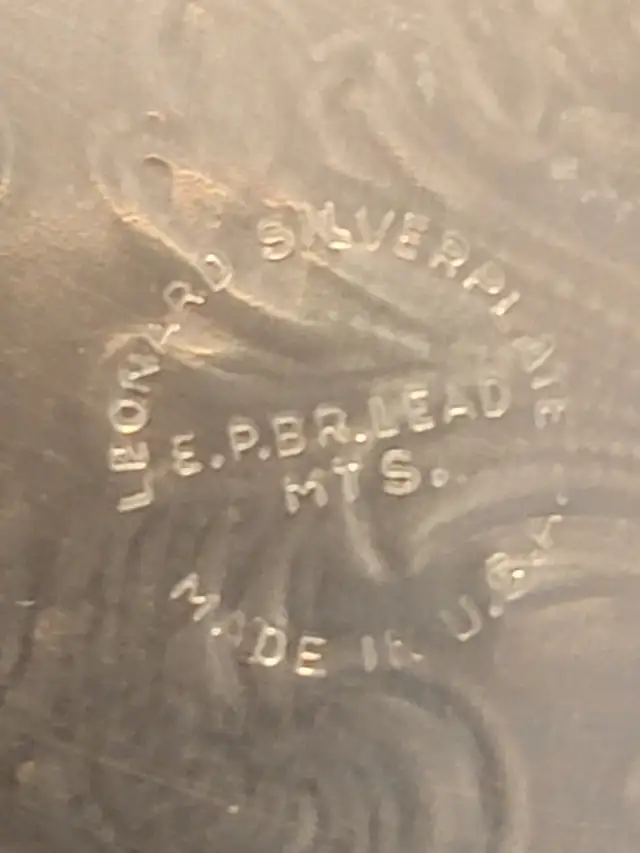 LEONARD SILVERPLATE
E.P.BR.LEAD
MTS.
MADE IN U.S.A.